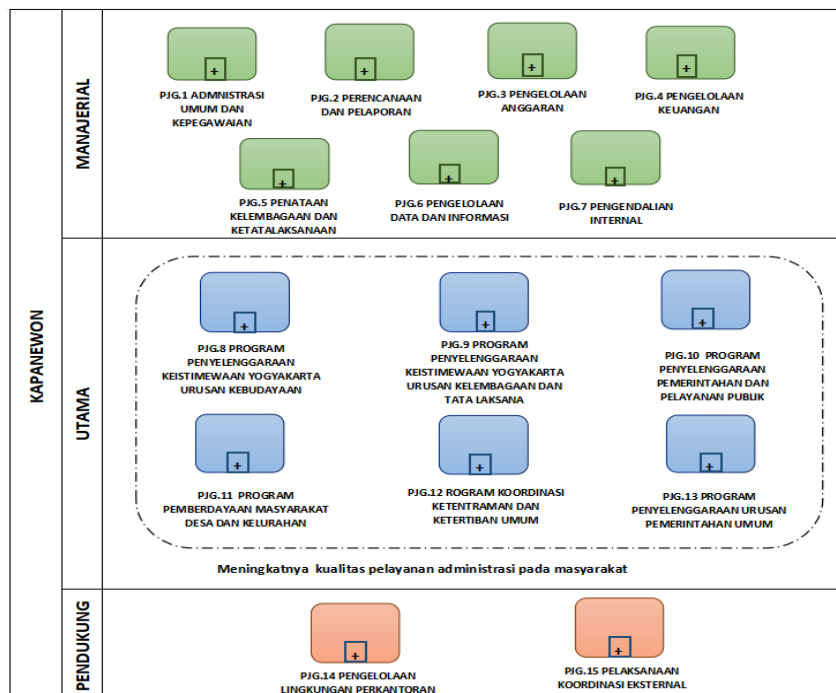 KAPANEWON
MANAJERIAL
PJG.1 ADMNISTRASI
UMUM DAN
KEPEGAWAIAN
PJG.2 PERENCANAAN
DAN PELAPORAN
PJG.3 PENGELOLAAN
ANGGARAN
PJG.4 PENGELOLAAN
KEUANGAN
PJG.5 PENATAAN
KELEMBAGAAN DAN
KETATALAKSANAAN
PJG.6 PENGELOLAAN
DATA DAN INFORMASI
PJG.7 PENGENDALIAN
INTERNAL
UTAMA
PJG.8 PROGRAM
PENYELENGGARAAN
KEISTIMEWAAN YOGYAKARTA
URUSAN KEBUDAYAAN
PJG.9 PROGRAM
PENYELENGGARAAN
KEISTIMEWAAN YOGYAKARTA
URUSAN KELEMBAGAAN DAN
TATA LAKSANA
PJG.10 PROGRAM
PENYELENGGARAAN
PEMERINTAHAN DAN
PELAYANAN PUBLIK
PJG.11 PROGRAM
PEMBERDAYAAN MASYARAKAT
DESA DAN KELURAHAN
PJG.12 ROGRAM KOORDINASI
KETENTRAMAN DAN
KETERTIBAN UMUM
PJG.13 PROGRAM
PENYELENGGARAAN URUSAN
PEMERINTAHAN UMUM
Meningkatnya kualitas pelayanan administrasi pada masyarakat
PENDUKUNG
PJG.14 PENGELOLAAN
LINGKUNGAN PERKANTORAN
PJG.15 PELAKSANAAN
KOORDINASI EKSTERNAL